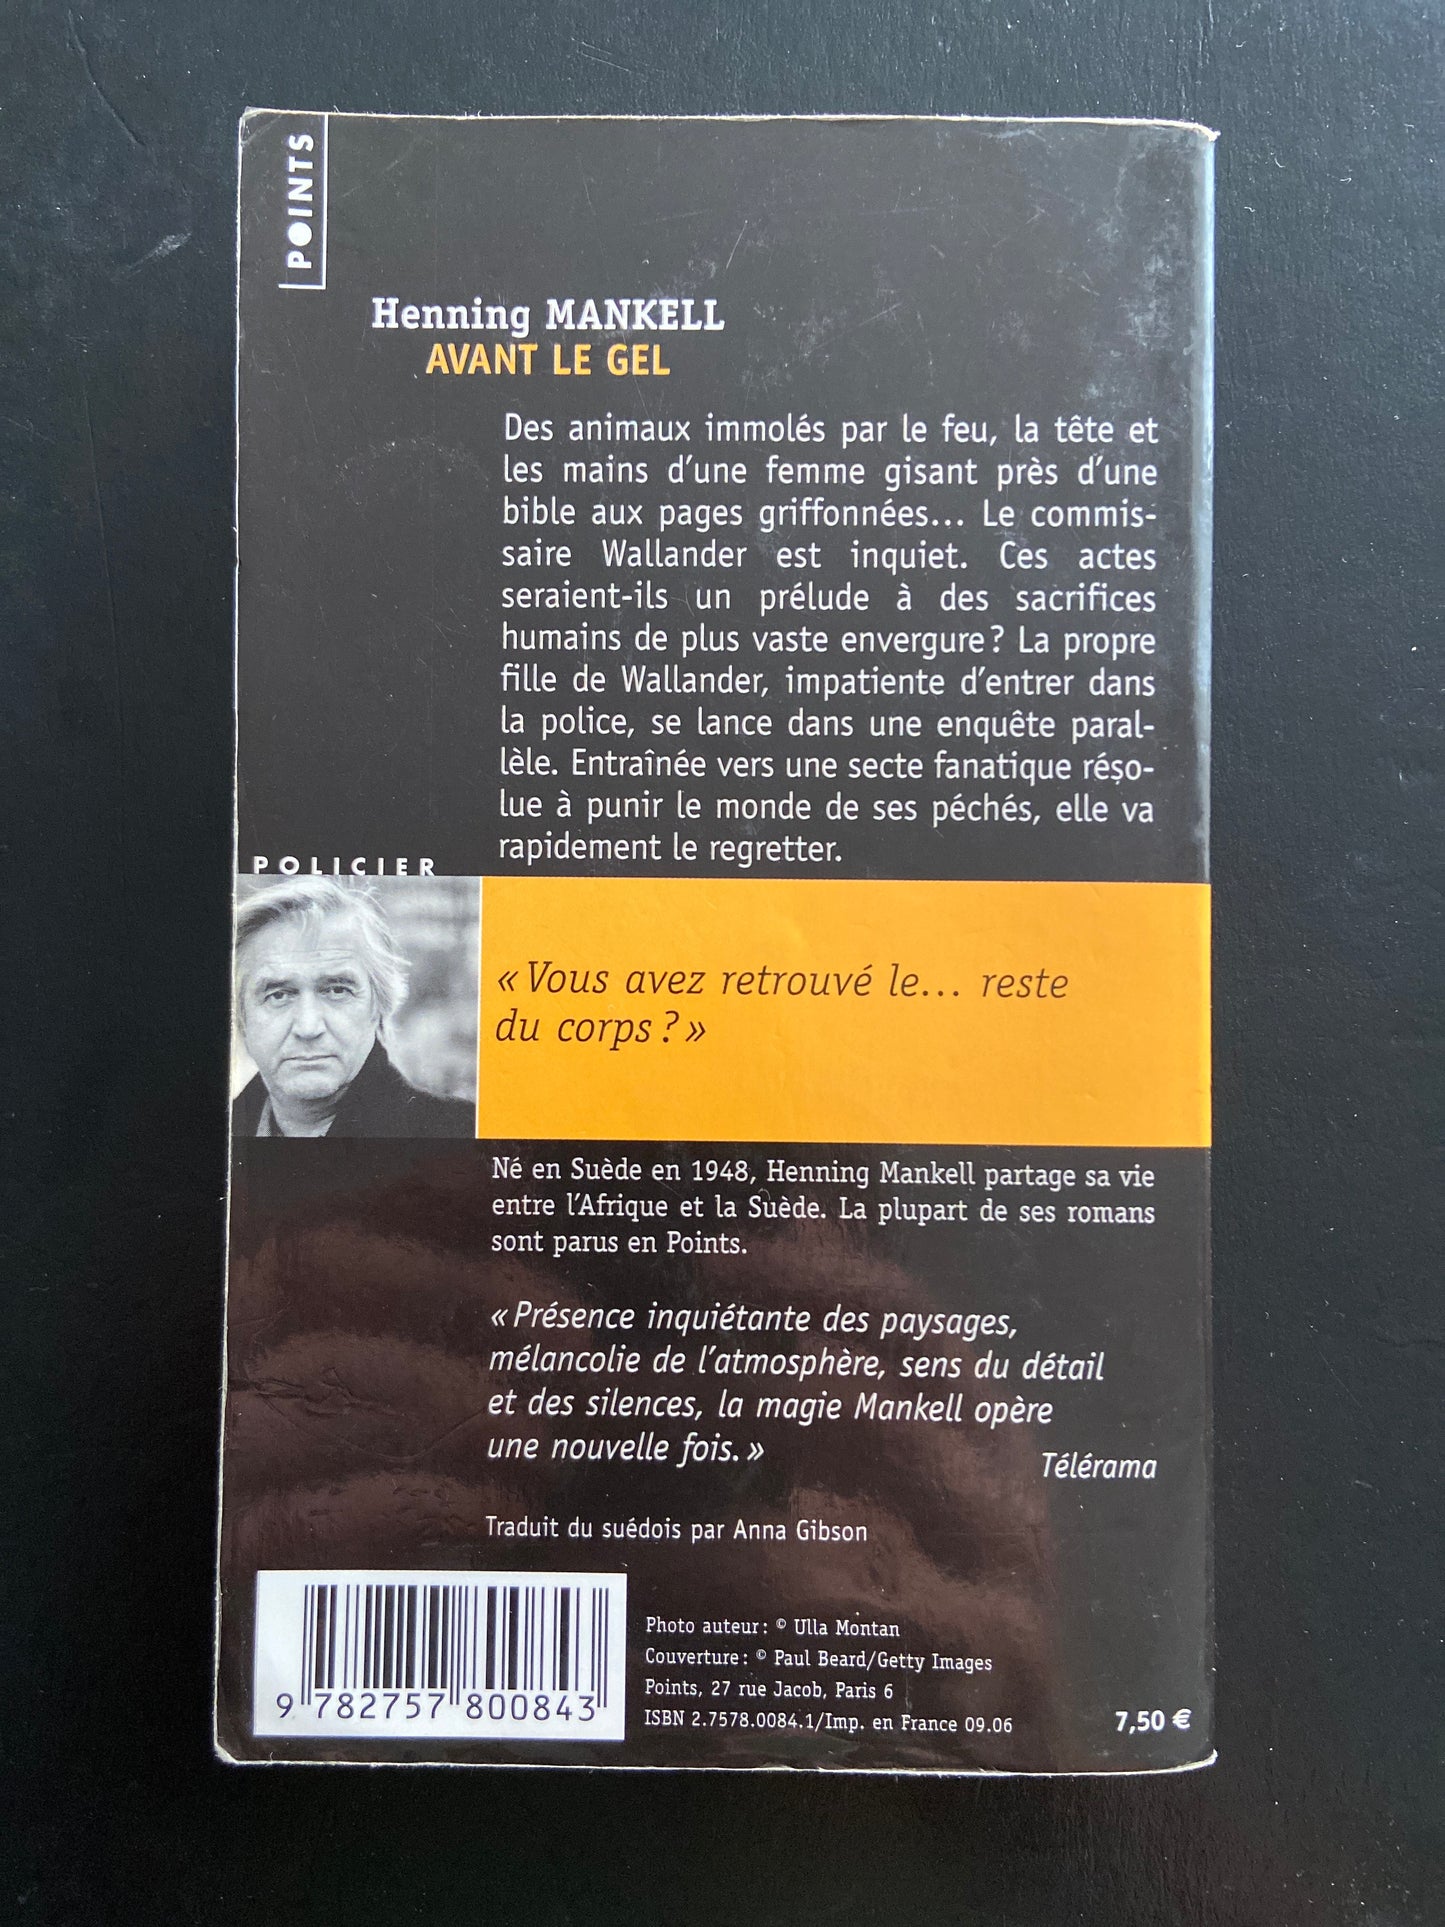 POINTS
Henning MANKELL
AVANT LE GEL
Des animaux immolés par le feu, la tête et
les mains d'une femme gisant près d'une
bible aux pages griffonnées... Le commis-
saire Wallander est inquiet. Ces actes
seraient-ils un prélude à des sacrifices
humains de plus vaste envergure ? La propre
fille de Wallander, impatiente d'entrer dans
la police, se lance dans une enquête paral-
lèle. Entraînée vers une secte fanatique réso-
lue à punir le monde de ses péchés, elle va
rapidement le regretter.
POLICIER
« Vous avez retrouvé le... reste
du corps ? »
Né en Suède en 1948, Henning Mankell partage sa vie
entre l'Afrique et la Suède. La plupart de ses romans
sont parus en Points.
« Présence inquiétante des paysages,
mélancolie de l'atmosphère, sens du détail
et des silences, la magie Mankell opère
une nouvelle fois. »
Télérama
Traduit du suédois par Anna Gibson
9 782757 800843
Photo auteur : © Ulla Montan
Couverture : © Paul Beard/Getty Images
Points, 27 rue Jacob, Paris 6
ISBN 2.7578.0084.1/Imp. en France 09.06
7,50 €